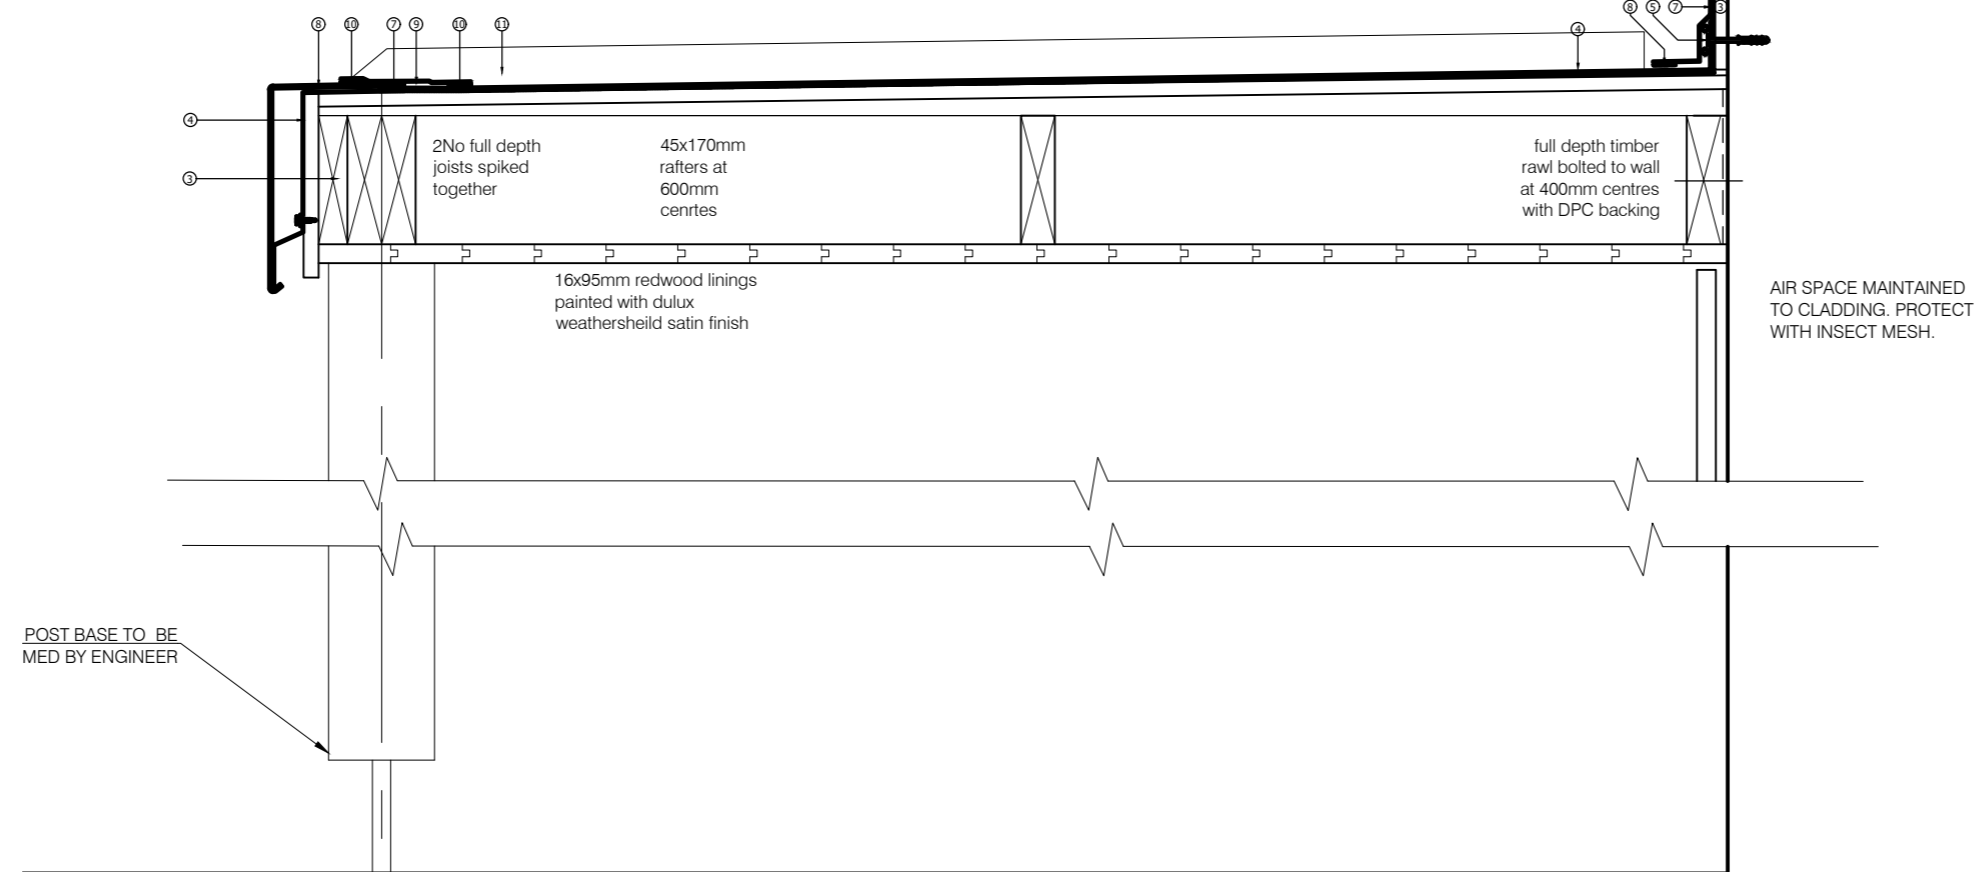 ⑧ ⑩ ⑦ ⑨ ⑩ ⑪
⑧ ⑤ ⑦ ③
④
④
③
2No full depth
joists spiked
together
45x170mm
rafters at
600mm
cenrtes
full depth timber
rawl bolted to wall
at 400mm centres
with DPC backing
16x95mm redwood linings
painted with dulux
weathersheild satin finish
AIR SPACE MAINTAINED
TO CLADDING. PROTECT
WITH INSECT MESH.
POST BASE TO BE
MED BY ENGINEER